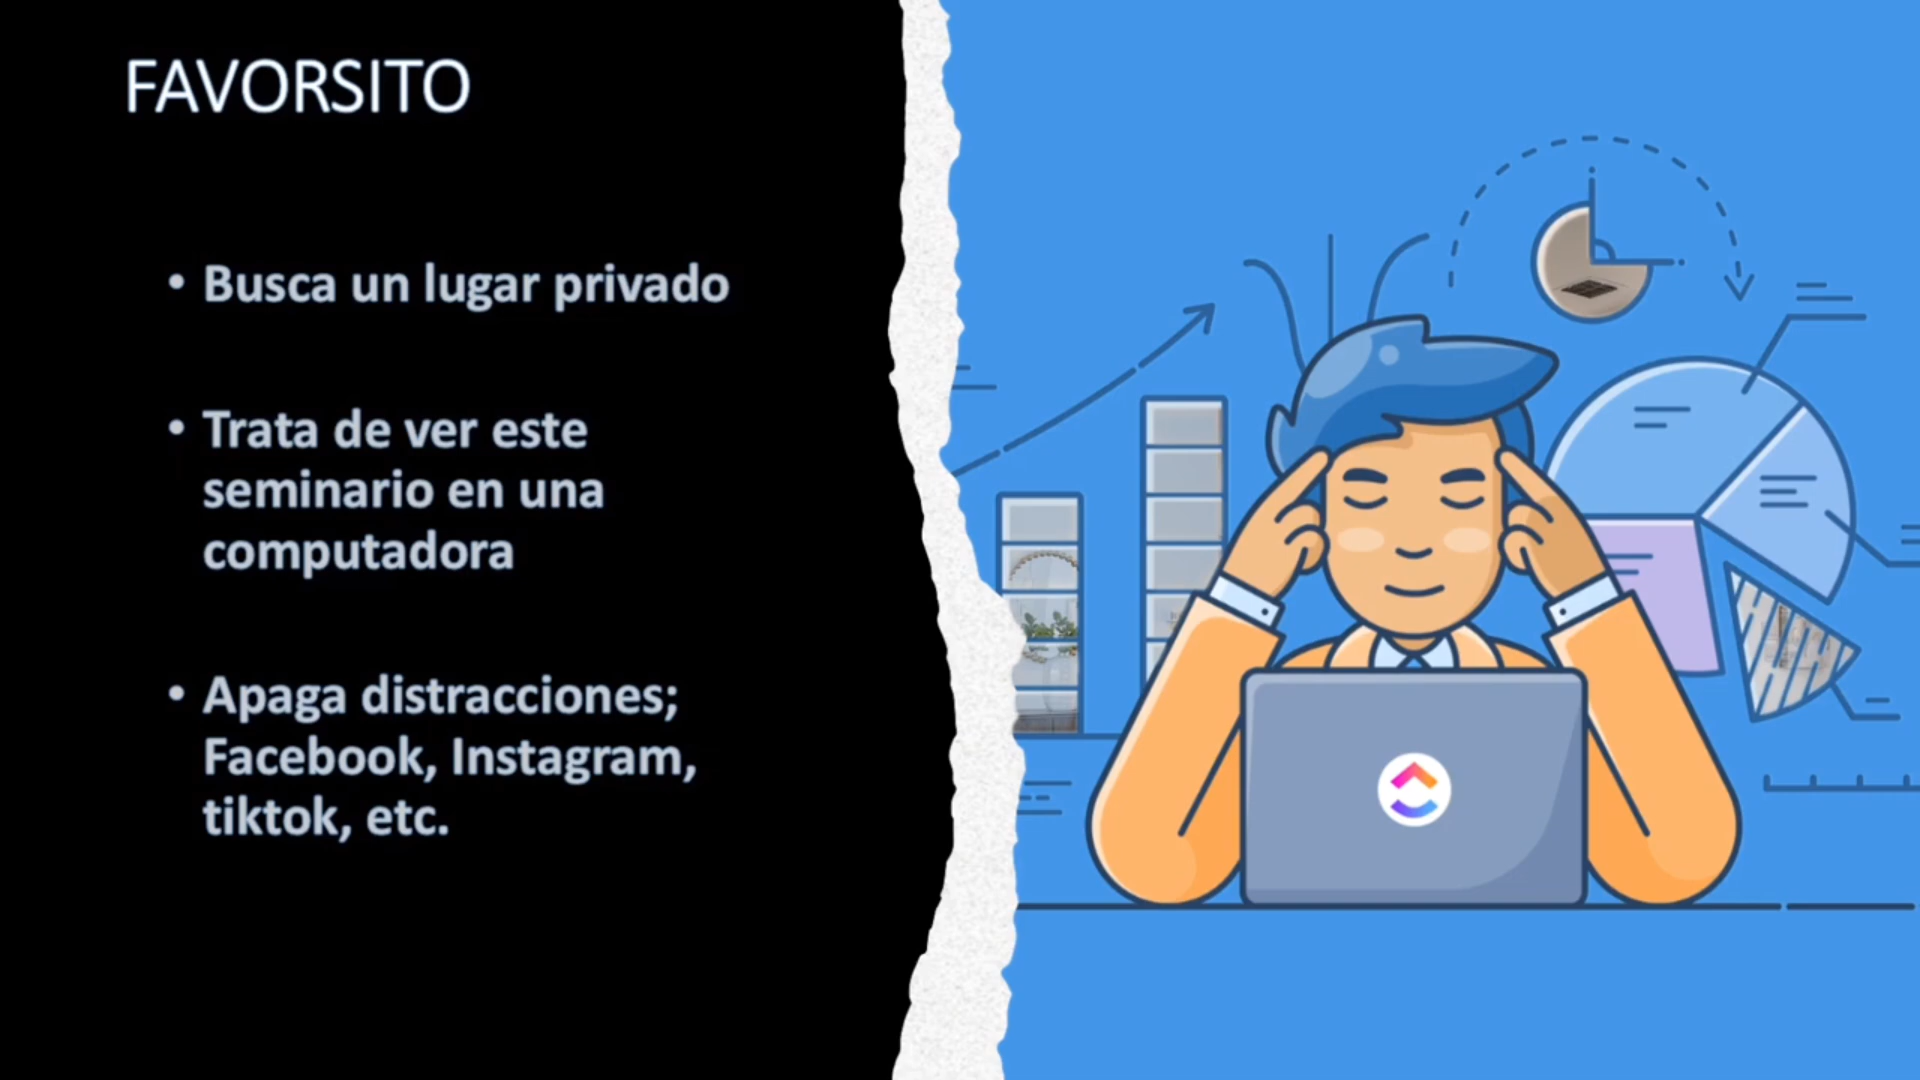 FAVORSITO
• Busca un lugar privado
• Trata de ver este
seminario en una
computadora
• Apaga distracciones;
Facebook, Instagram,
tiktok, etc.